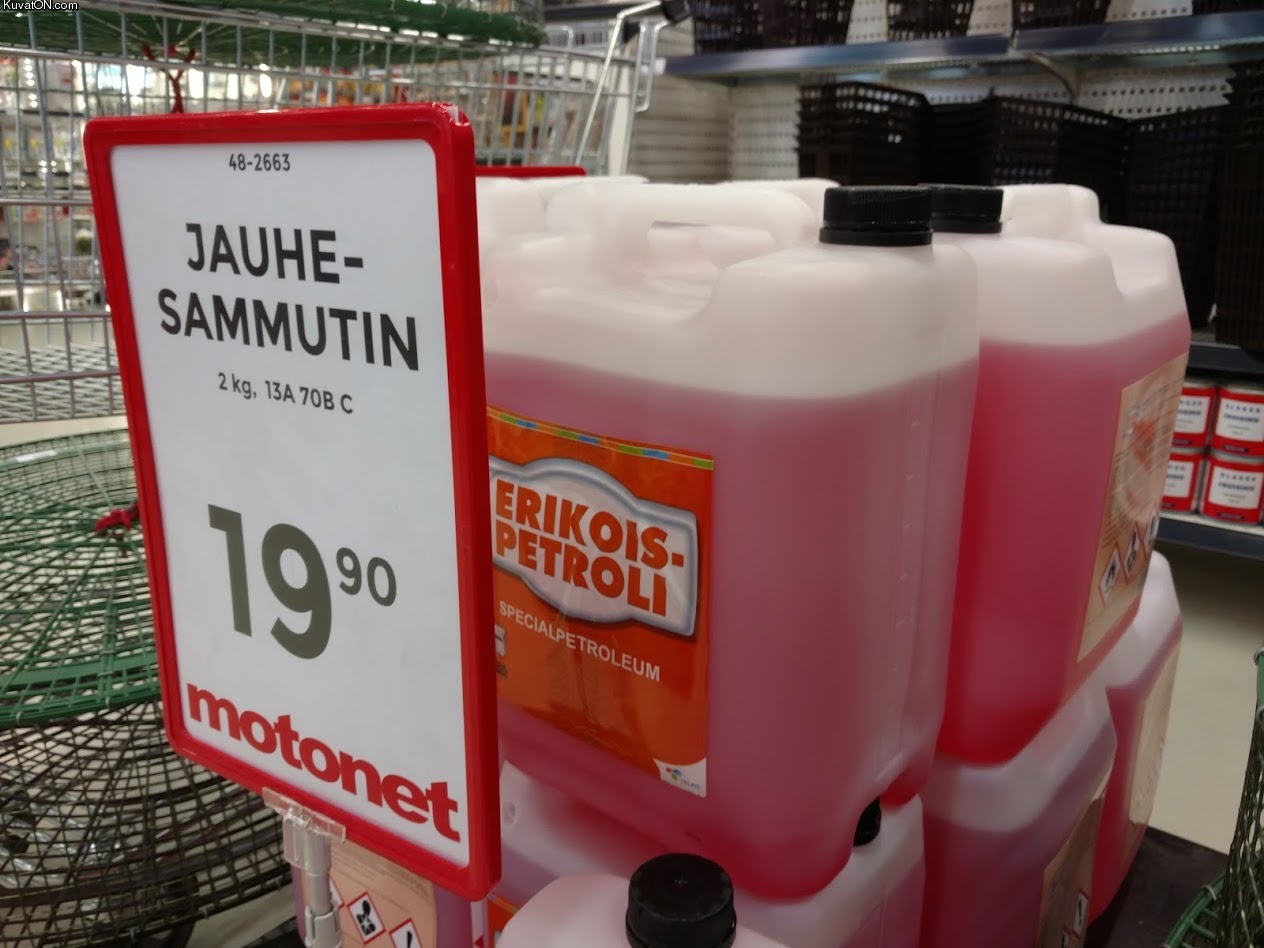 KuvatON.com
48-2663
JAUHE-
SAMMUTIN
2 kg, 13A 70B C
19 90
motonet
ERIKOIS-
PETROLI
SPECIALPETROLEUM